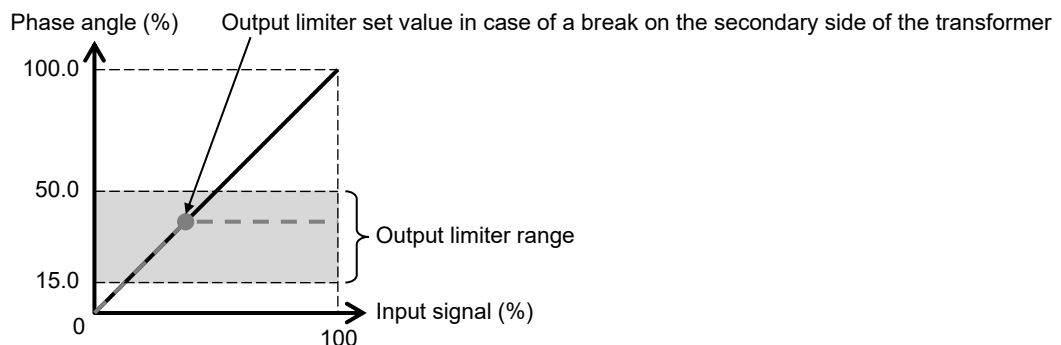 Phase angle (%)
Output limiter set value in case of a break on the secondary side of the transformer
100.0
50.0
Output limiter range
15.0
Input signal (%)
0
100